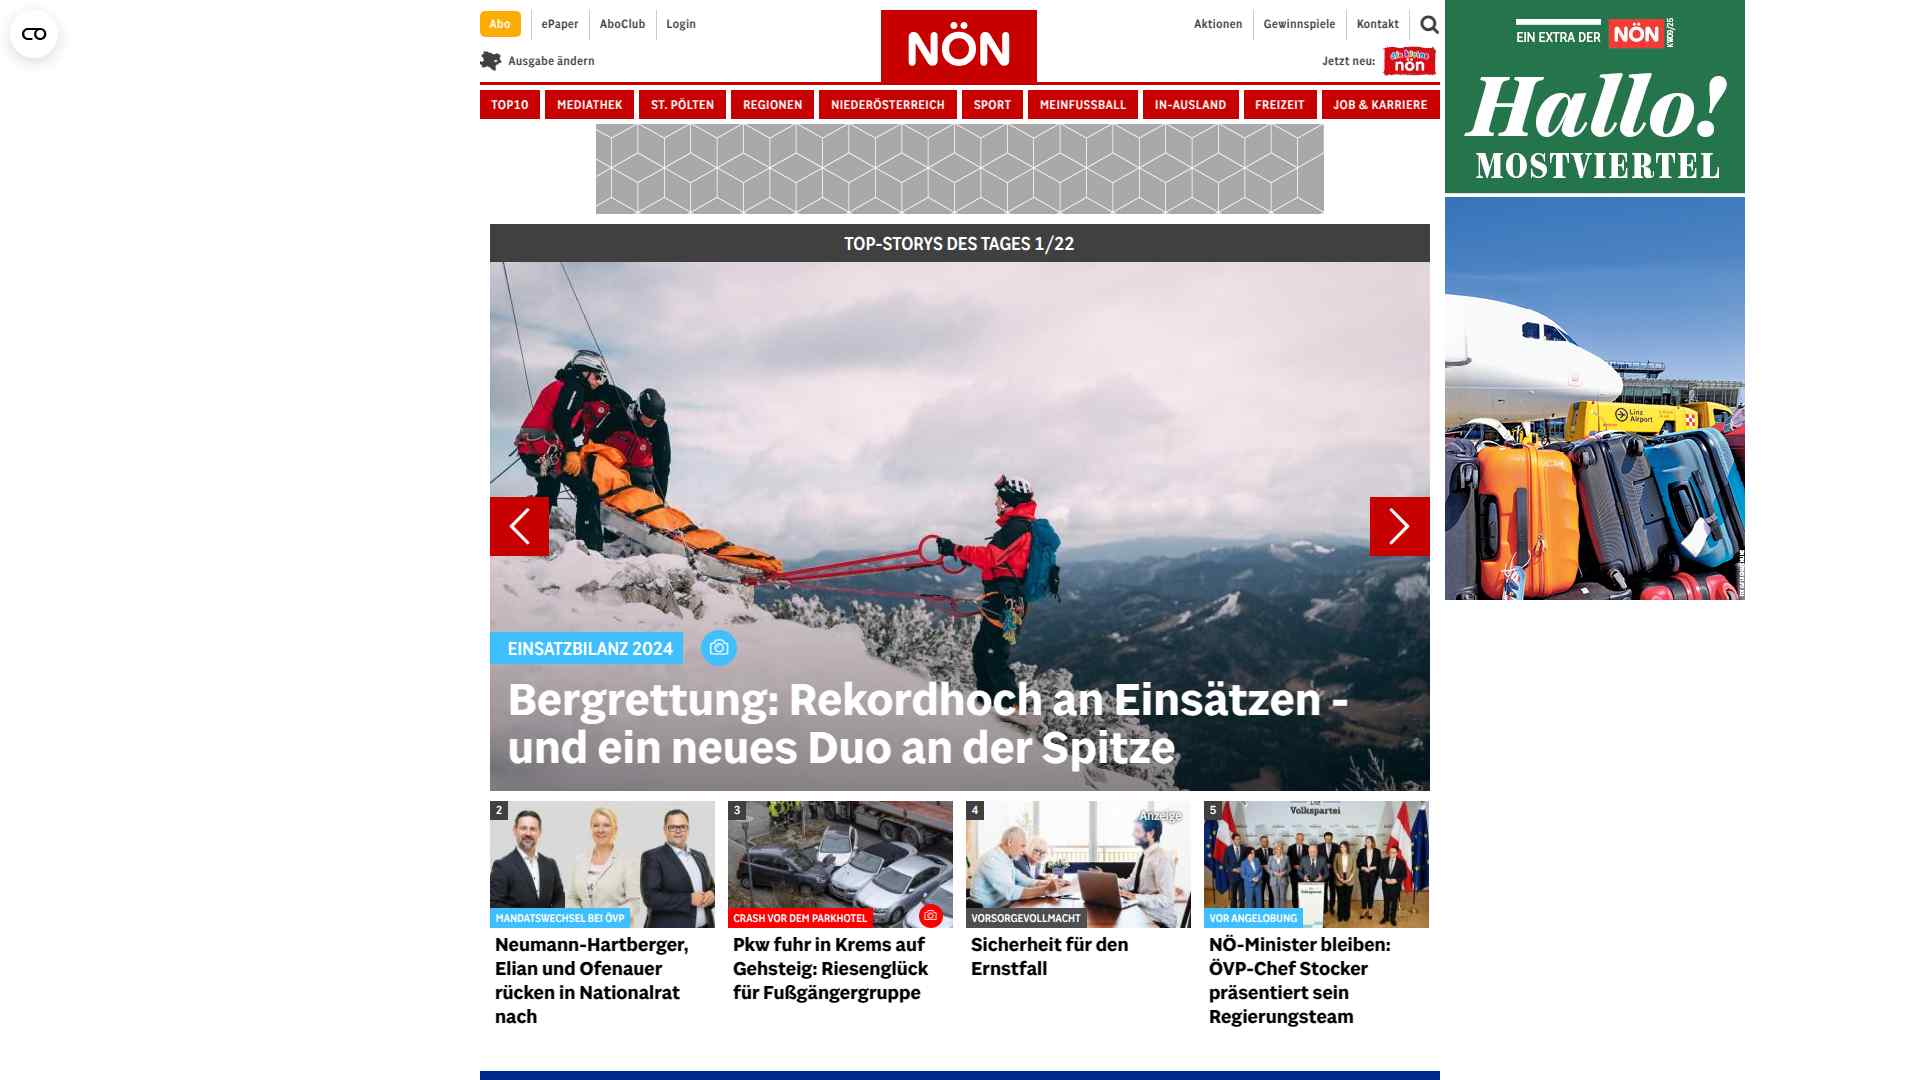 Abo
ePaper
AboClub
Login
Aktionen
Gewinnspiele
Kontakt
NÖN
Ausgabe ändern
Jetzt neu:
nön
TOP10
MEDIATHEK
ST. PÖLTEN
REGIONEN
NIEDERÖSTERREICH
SPORT
MEINFUSSBALL
IN-AUSLAND
FREIZEIT
JOB & KARRIERE
EIN EXTRA DER NÖN
KW09/25
Hallo!
MOSTVIERTEL
Linz
Airport
TOP-STORYS DES TAGES 1/22
EINSATZBILANZ 2024
Bergrettung: Rekordhoch an Einsätzen -
und ein neues Duo an der Spitze
2
MANDATSWECHSEL BEI ÖVP
Neumann-Hartberger,
Elian und Ofenauer
rücken in Nationalrat
nach
3
CRASH VOR DEM PARKHOTEL
Pkw fuhr in Krems auf
Gehsteig: Riesenglück
für Fußgängergruppe
4
Anzeige
VORSORGEVOLLMACHT
Sicherheit für den
Ernstfall
5
Volkspartei
VOR ANGELOBUNG
NÖ-Minister bleiben:
ÖVP-Chef Stocker
präsentiert sein
Regierungsteam